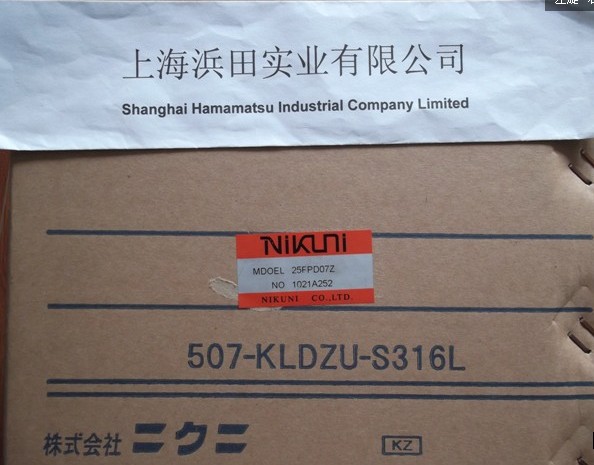 上海浜田实业有限公司
Shanghai Hamamatsu Industrial Company Limited
NiKUNi
MDOEL 25FPD07Z
NO 1021A252
NIKUNI CO.,LTD.
507-KLDZU-S316L
株式会社 ニクニ
KZ